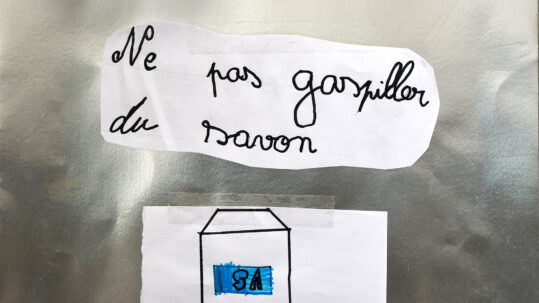 Ne pas gaspiller
du savon
SA